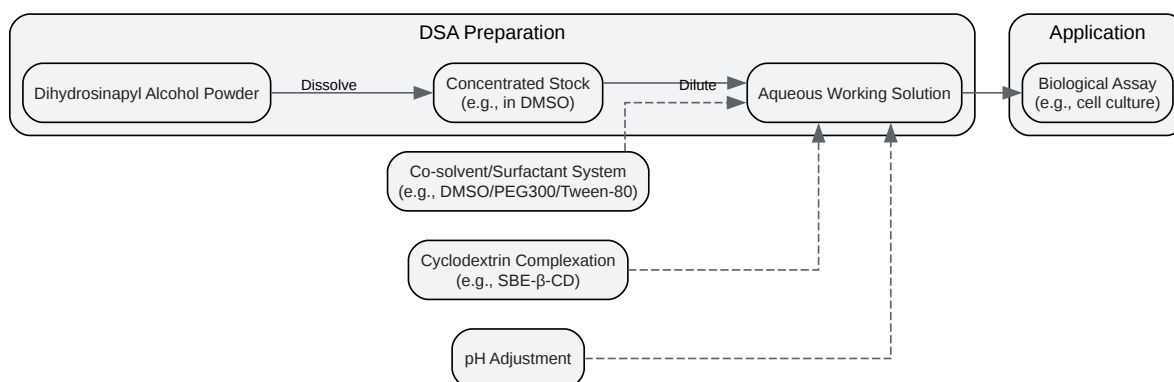 DSA Preparation
Application
Dihydrosinapyl Alcohol Powder
Dissolve
Concentrated Stock
(e.g., in DMSO)
Dilute
Aqueous Working Solution
Biological Assay
(e.g., cell culture)
Co-solvent/Surfactant System
(e.g., DMSO/PEG300/Tween-80)
Cyclodextrin Complexation
(e.g., SBE-β-CD)
pH Adjustment